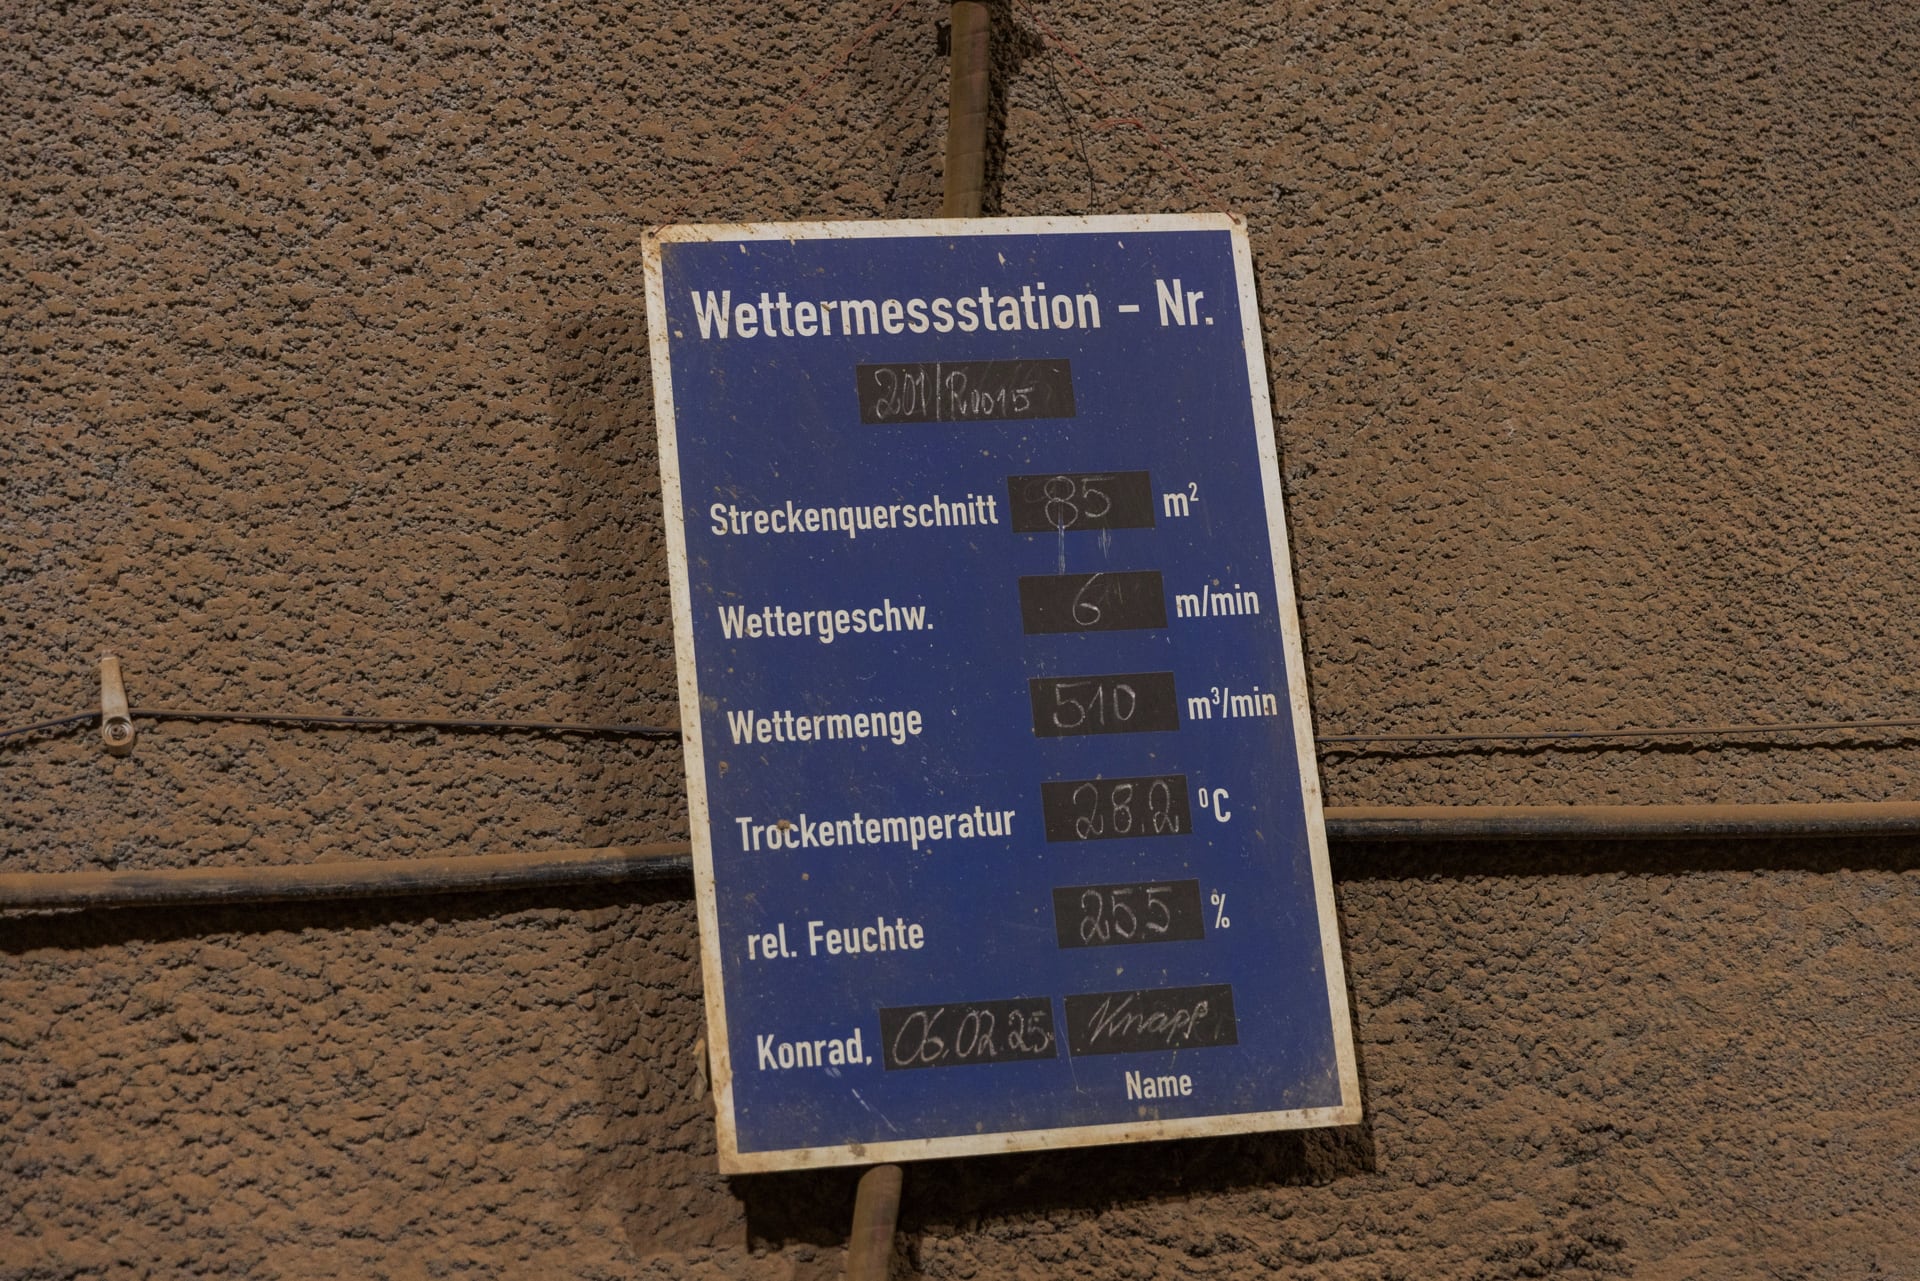 Wettermessstation - Nr.
201/R0015
Streckenquerschnitt 85 m²
Wettergeschw. 6 m/min
Wettermenge 510 m³/min
Trockentemperatur 28.2 °C
rel. Feuchte 25.5 %
Konrad, 06.02.25 Knapp
Name